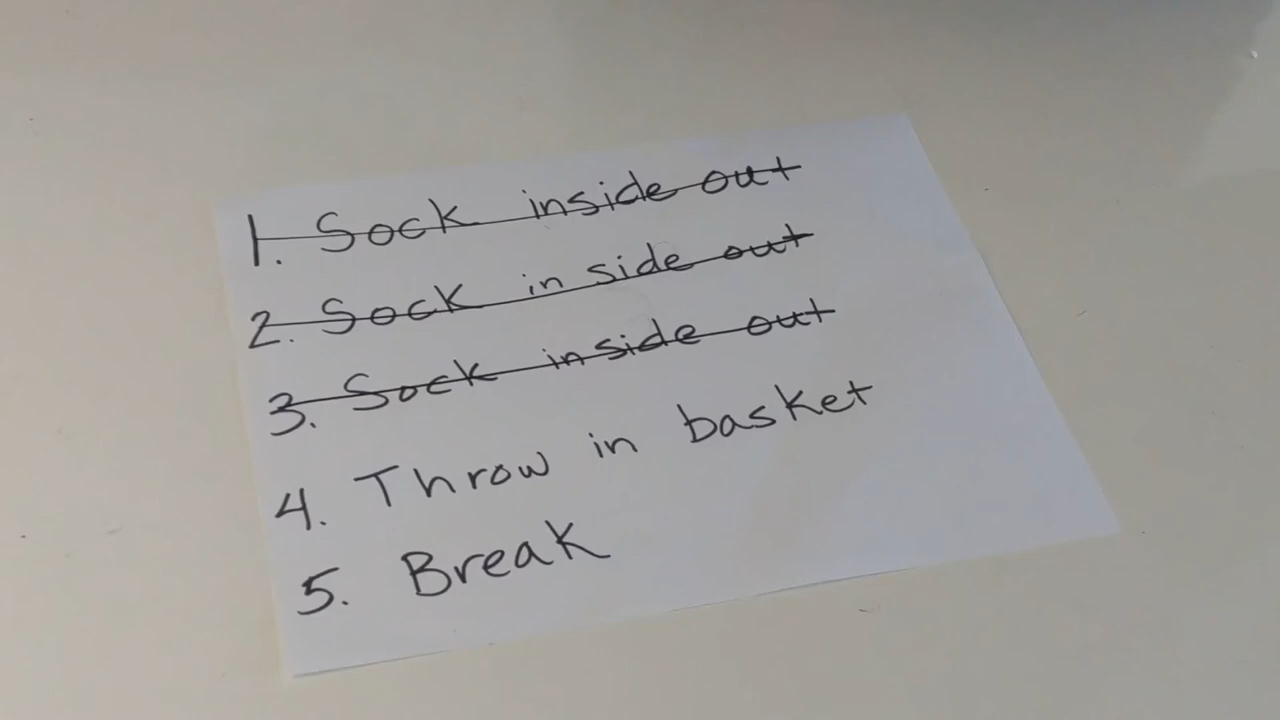 1. Sock inside out
2. Sock in side out
3. Sock inside out
4. Throw in basket
5. Break